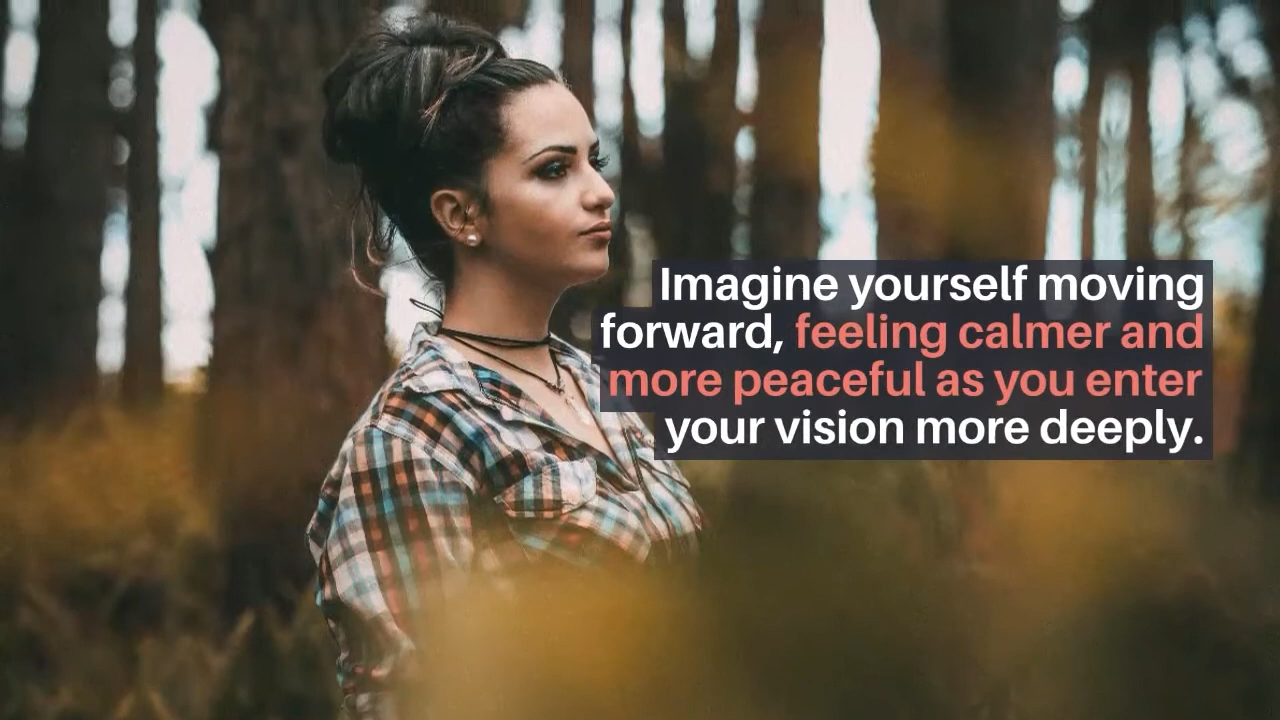 Imagine yourself moving
forward, feeling calmer and
more peaceful as you enter
your vision more deeply.